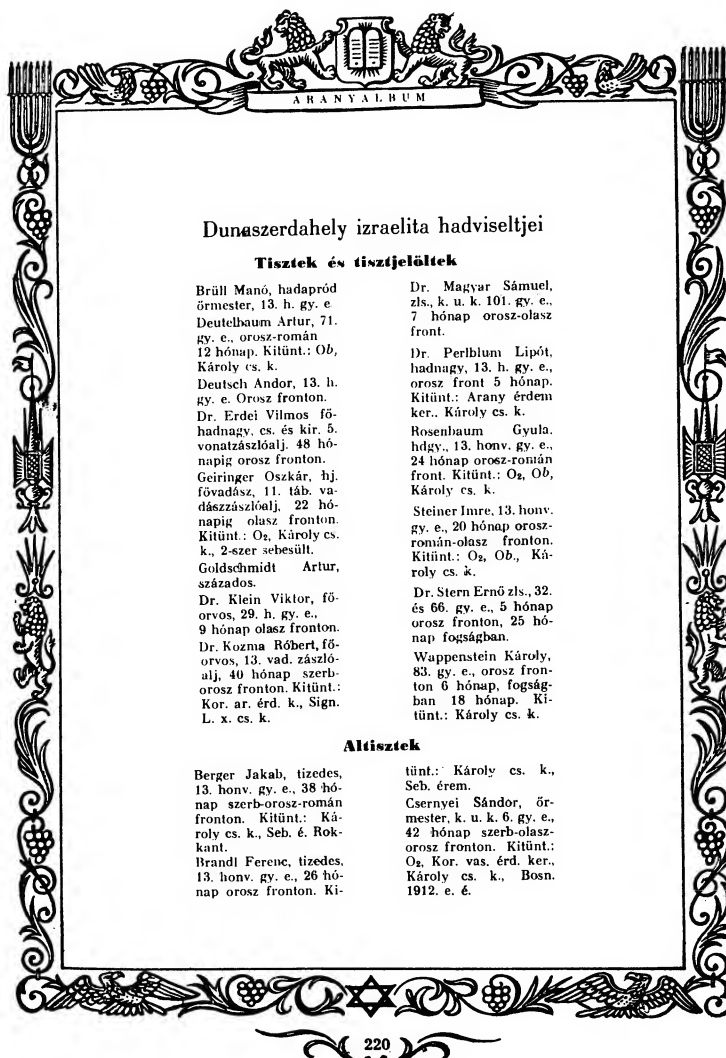 ARANYALBUM
Dunaszerdahely izraelita hadviseltjei
Tisztek és tisztjelöltek
Brüll Manó, hadapród
őrmester, 13. h. gy. e
Deutelbaum Artur, 71.
gy. e., orosz-román
12 hónap. Kitünt.: Ob,
Károly cs. k.
Deutsch Andor, 13. h.
gy. e. Orosz fronton.
Dr. Erdei Vilmos fő-
hadnagy, cs. és kir. 5.
vonatzászlóalj. 48 hó-
napig orosz fronton.
Geiringer Oszkár, hj.
fővadász, 11. táb. va-
dászzászlóalj, 22 hó-
napig olasz fronton.
Kitünt.: O₂, Károly cs.
k., 2-szer sebesült.
Goldschmidt Artur,
százados.
Dr. Klein Viktor, fő-
orvos, 29. h. gy. e.,
9 hónap olasz fronton.
Dr. Kozma Róbert, fő-
orvos, 13. vad. zászló-
alj, 40 hónap szerb-
orosz fronton. Kitünt.:
Kor. ar. érd. k., Sign.
L. x. cs. k.
Dr. Magyar Sámuel,
zls., k. u. k. 101. gy. e.,
7 hónap orosz-olasz
front.
Dr. Perlblum Lipót,
hadnagy, 13. h. gy. e.,
orosz front 5 hónap.
Kitünt.: Arany érdem
ker.. Károly cs. k.
Rosenbaum Gyula.
hdgy., 13. honv. gy. e.,
24 hónap orosz-román
front. Kitünt.: O₂, Ob,
Károly cs. k.
Steiner Imre, 13. honv.
gy. e., 20 hónap orosz-
román-olasz fronton.
Kitünt.: O₂, Ob., Ká-
roly cs. k.
Dr. Stern Ernő zls., 32.
és 66. gy. e., 5 hónap
orosz fronton, 25 hó-
nap fogságban.
Wappenstein Károly,
83. gy. e., orosz fron-
ton 6 hónap, fogság-
ban 18 hónap. Ki-
tünt.: Károly cs. k.
Altisztek
Berger Jakab, tizedes,
13. honv. gy. e., 38 hó-
nap szerb-orosz-román
fronton. Kitünt.: Ká-
roly cs. k., Seb. é. Rok-
kant.
Brandl Ferenc, tizedes,
13. honv. gy. e., 26 hó-
nap orosz fronton. Ki-
tünt.: Károly cs. k.,
Seb. érem.
Csernyei Sándor, őr-
mester, k. u. k. 6. gy. e.,
42 hónap szerb-olasz-
orosz fronton. Kitünt.:
O₂, Kor. vas. érd. ker.,
Károly cs. k., Bosn.
1912. e. é.
220